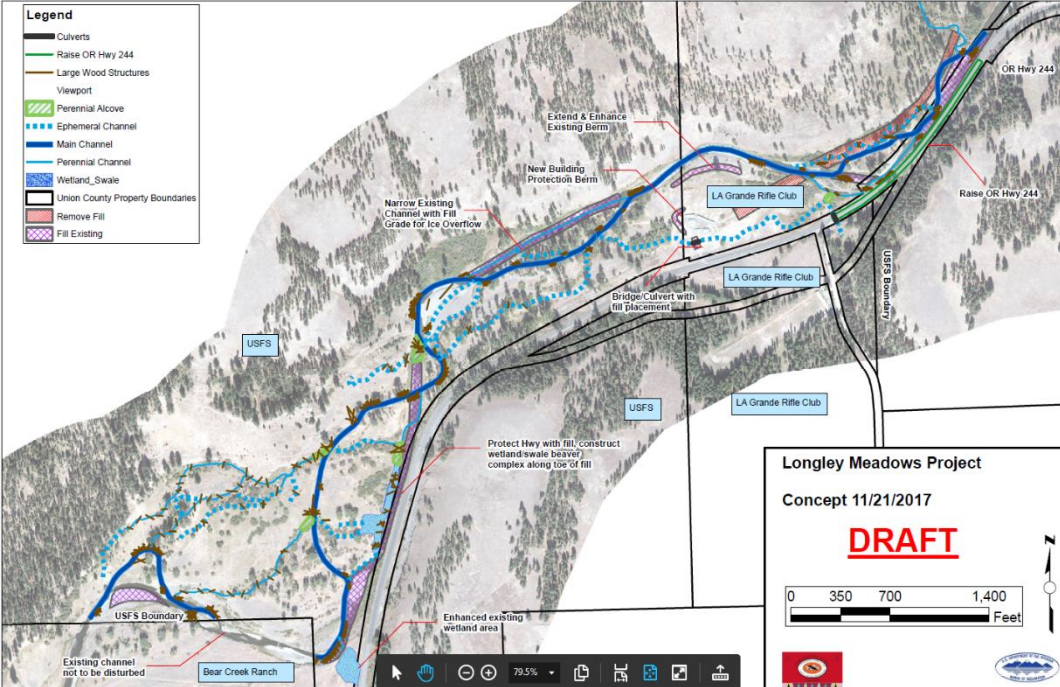 Legend
Culverts
Raise OR Hwy 244
Large Wood Structures
Viewport
Perennial Alcove
Ephemeral Channel
Main Channel
Perennial Channel
Wetland_Swale
Union County Property Boundaries
Remove Fill
Fill Existing
OR Hwy 244
Extend & Enhance
Existing Berm
New Building
Protection Berm
LA Grande Rifle Club
Raise OR Hwy 244
Narrow Existing
Channel with Fill
Grade for Ice Overflow
LA Grande Rifle Club
USFS Boundary
Bridge/Culvert with
fill placement
USFS
USFS
LA Grande Rifle Club
Protect Hwy with fill, construct
wetland/swale beaver
complex along toe of fill
Longley Meadows Project
Concept 11/21/2017
DRAFT
N
0 350 700 1,400
Feet
USFS Boundary
Enhanced existing
wetland area
Existing channel
not to be disturbed
Bear Creek Ranch
79.5%